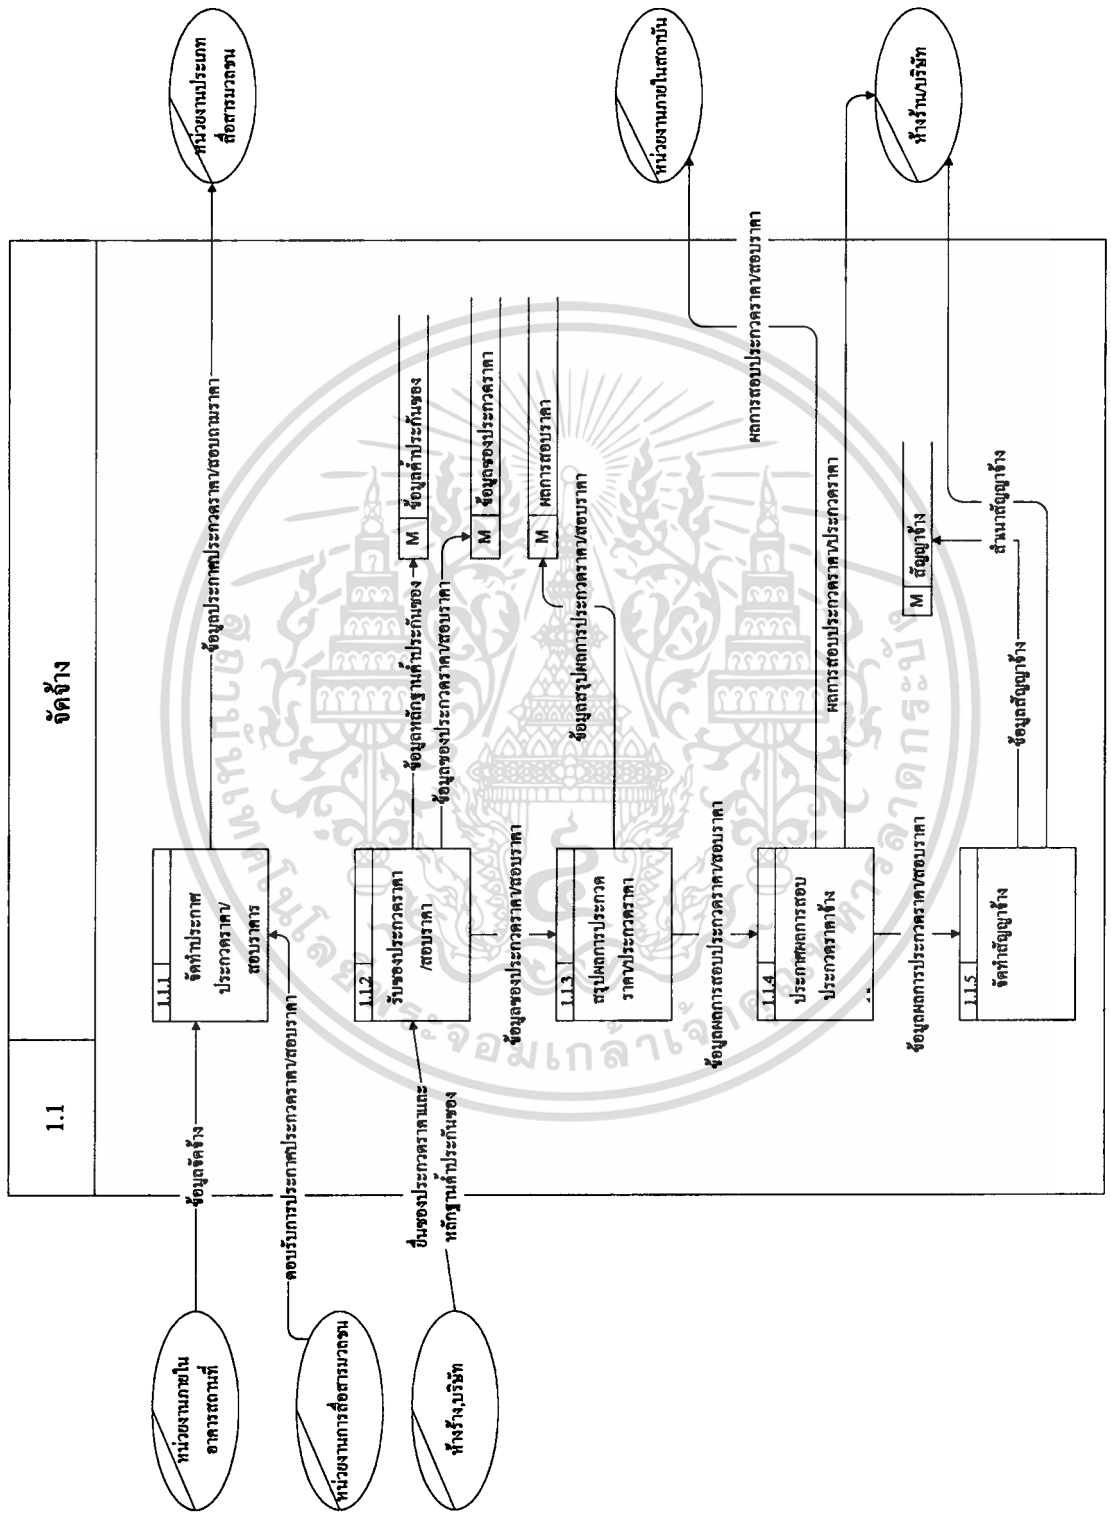 1.1
จัดจ้าง
หน่วยงานภายใน
อาคารสถานที่
ข้อมูลจัดจ้าง
1.1.1
จัดทำประกาศ
ประกวดราคา/
สอบราคาร
ข้อมูลประกาศประกวดราคา/สอบถามราคา
หน่วยงานประเภท
สื่อสารมวลชน
หน่วยงานการสื่อสารมวลชน
ตอบรับการประกาศประกวดราคา/สอบราคา
ห้างร้าง,บริษัท
ยื่นซองประกวดราคาและ
หลักฐานค้ำประกันซอง
1.1.2
รับซองประกวดราคา
/สอบราคา
ข้อมูลหลักฐานค้ำประกันซอง
M ข้อมูลค้ำประกันซอง
ข้อมูลซองประกวดราคา/สอบราคา
M ข้อมูลซองประกวดราคา
ข้อมูลซองประกวดราคา/สอบราคา
1.1.3
สรุปผลการประกวด
ราคา/ประกวดราคา
ข้อมูลสรุปผลการประกวดราคา/สอบราคา
M ผลการสอบราคา
ข้อมูลผลการสอบประกวดราคา/สอบราคา
1.1.4
ประกาศผลการสอบ
ประกวดราคาจ้าง
ผลการสอบประกวดราคา/สอบราคา
หน่วยงานภายในสถาบัน
ผลการสอบประกวดราคา/ประกวดราคา
ห้างร้าน/บริษัท
ข้อมูลผลการประกวดราคา/สอบราคา
1.1.5
จัดทำสัญญาจ้าง
ข้อมูลสัญญาจ้าง
M สัญญาจ้าง
สำเนาสัญญาจ้าง